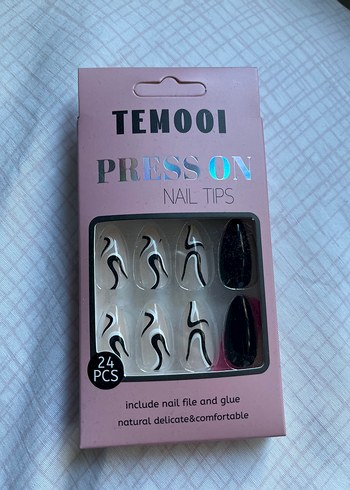 TEMOOI
PRESS ON
NAIL TIPS
24
PCS
include nail file and glue
natural delicate&comfortable